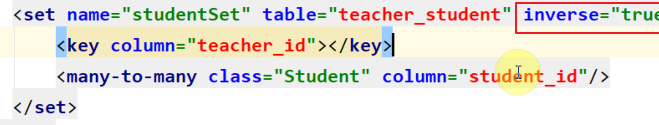 <set name="studentSet" table="teacher_student" inverse="true
<key column="teacher_id"></key>
<many-to-many class="Student" column="student_id"/>
</set>